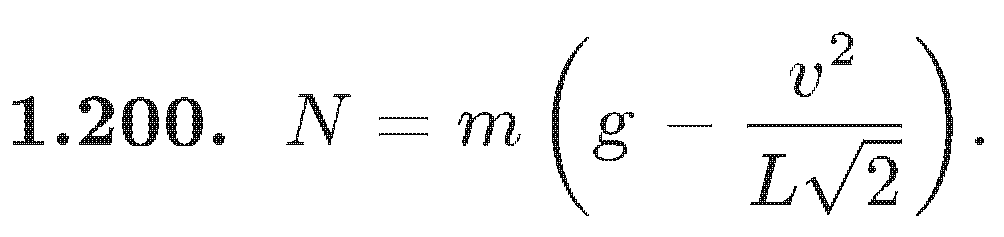 1.200. N = m ( g − v² / L√2 ) .